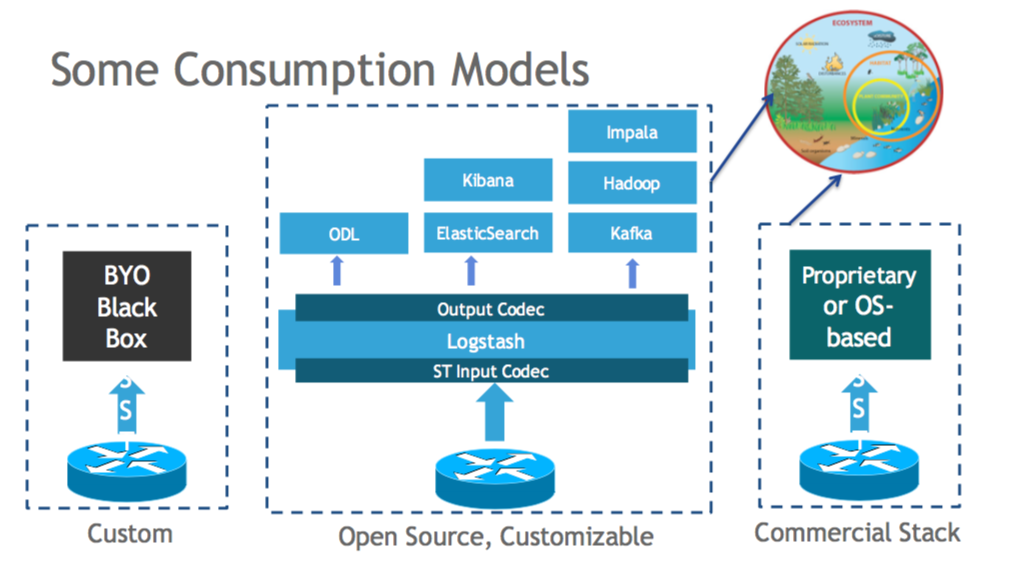 Some Consumption Models
ECOSYSTEM
HABITAT
Impala
Kibana
Hadoop
ODL
ElasticSearch
Kafka
BYO
Black
Box
Output Codec
Logstash
ST Input Codec
Proprietary
or OS-
based
S
S
S
S
Custom
Open Source, Customizable
Commercial Stack